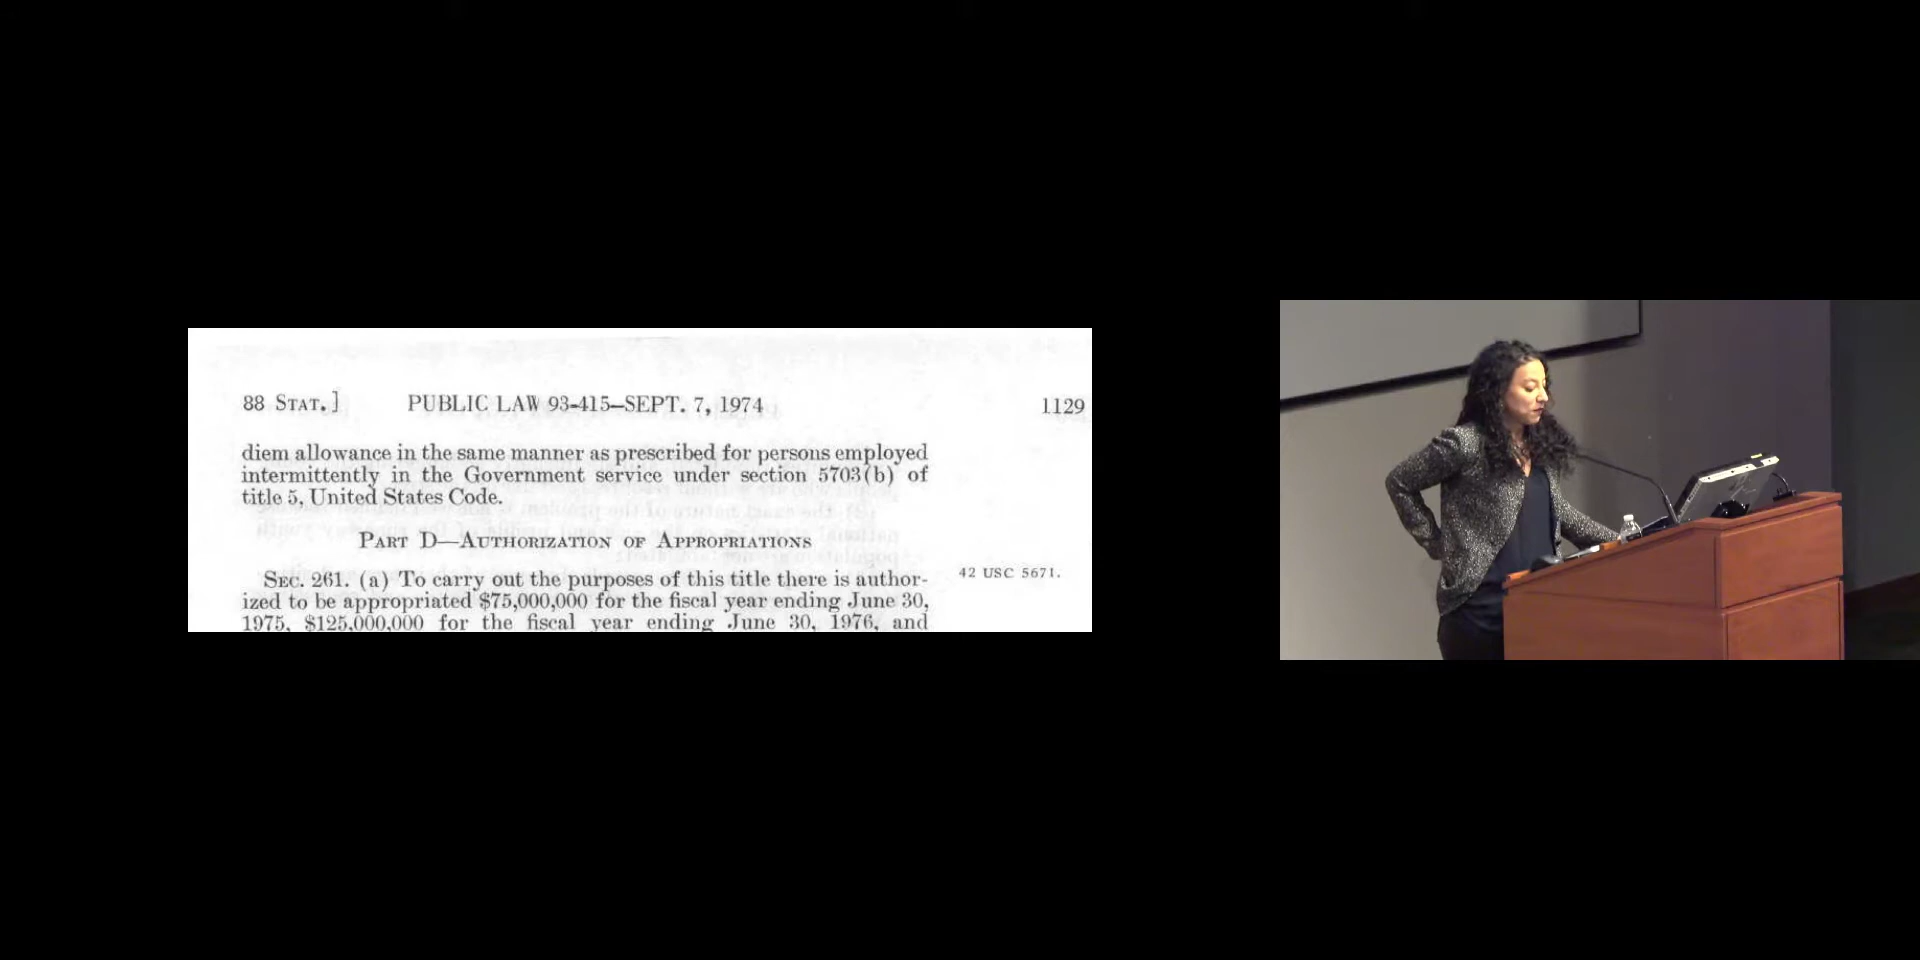 88 STAT.] PUBLIC LAW 93-415-SEPT. 7, 1974 1129
diem allowance in the same manner as prescribed for persons employed
intermittently in the Government service under section 5703(b) of
title 5, United States Code.
PART D—AUTHORIZATION OF APPROPRIATIONS
SEC. 261. (a) To carry out the purposes of this title there is author-
42 USC 5671.
ized to be appropriated $75,000,000 for the fiscal year ending June 30,
1975, $125,000,000 for the fiscal year ending June 30, 1976, and